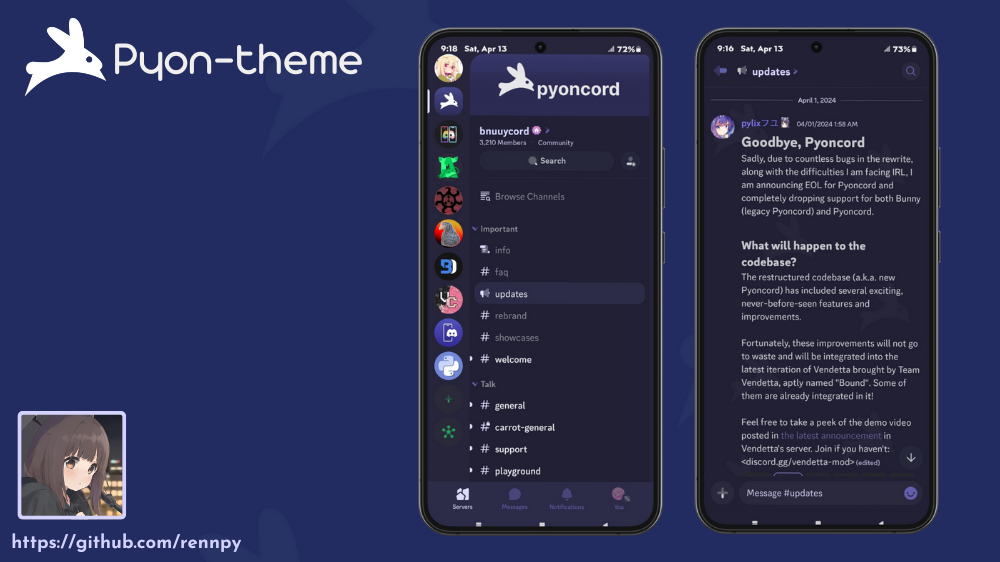 Pyon-theme
https://github.com/rennpy
9:18 Sat, Apr 13
72%
pyoncord
bnuuycord
3,210 Members Community
Search
Browse Channels
Important
info
# faq
updates
# rebrand
# showcases
# welcome
Talk
# general
# carrot-general
# support
# playground
Servers Messages Notifications You
9:16 Sat, Apr 13
73%
updates
April 1, 2024
pylixフユ 04/01/2024 1:58 AM
Goodbye, Pyoncord
Sadly, due to countless bugs in the rewrite,
along with the difficulties I am facing IRL, I
am announcing EOL for Pyoncord and
completely dropping support for both Bunny
(legacy Pyoncord) and Pyoncord.
What will happen to the
codebase?
The restructured codebase (a.k.a. new
Pyoncord) has included several exciting,
never-before-seen features and
improvements.
Fortunately, these improvements will not go
to waste and will be integrated into the
latest iteration of Vendetta brought by Team
Vendetta, aptly named "Bound". Some of
them are already integrated in it!
Feel free to take a peek of the demo video
posted in the latest announcement in
Vendetta's server. Join if you haven't:
<discord.gg/vendetta-mod> (edited)
Message #updates